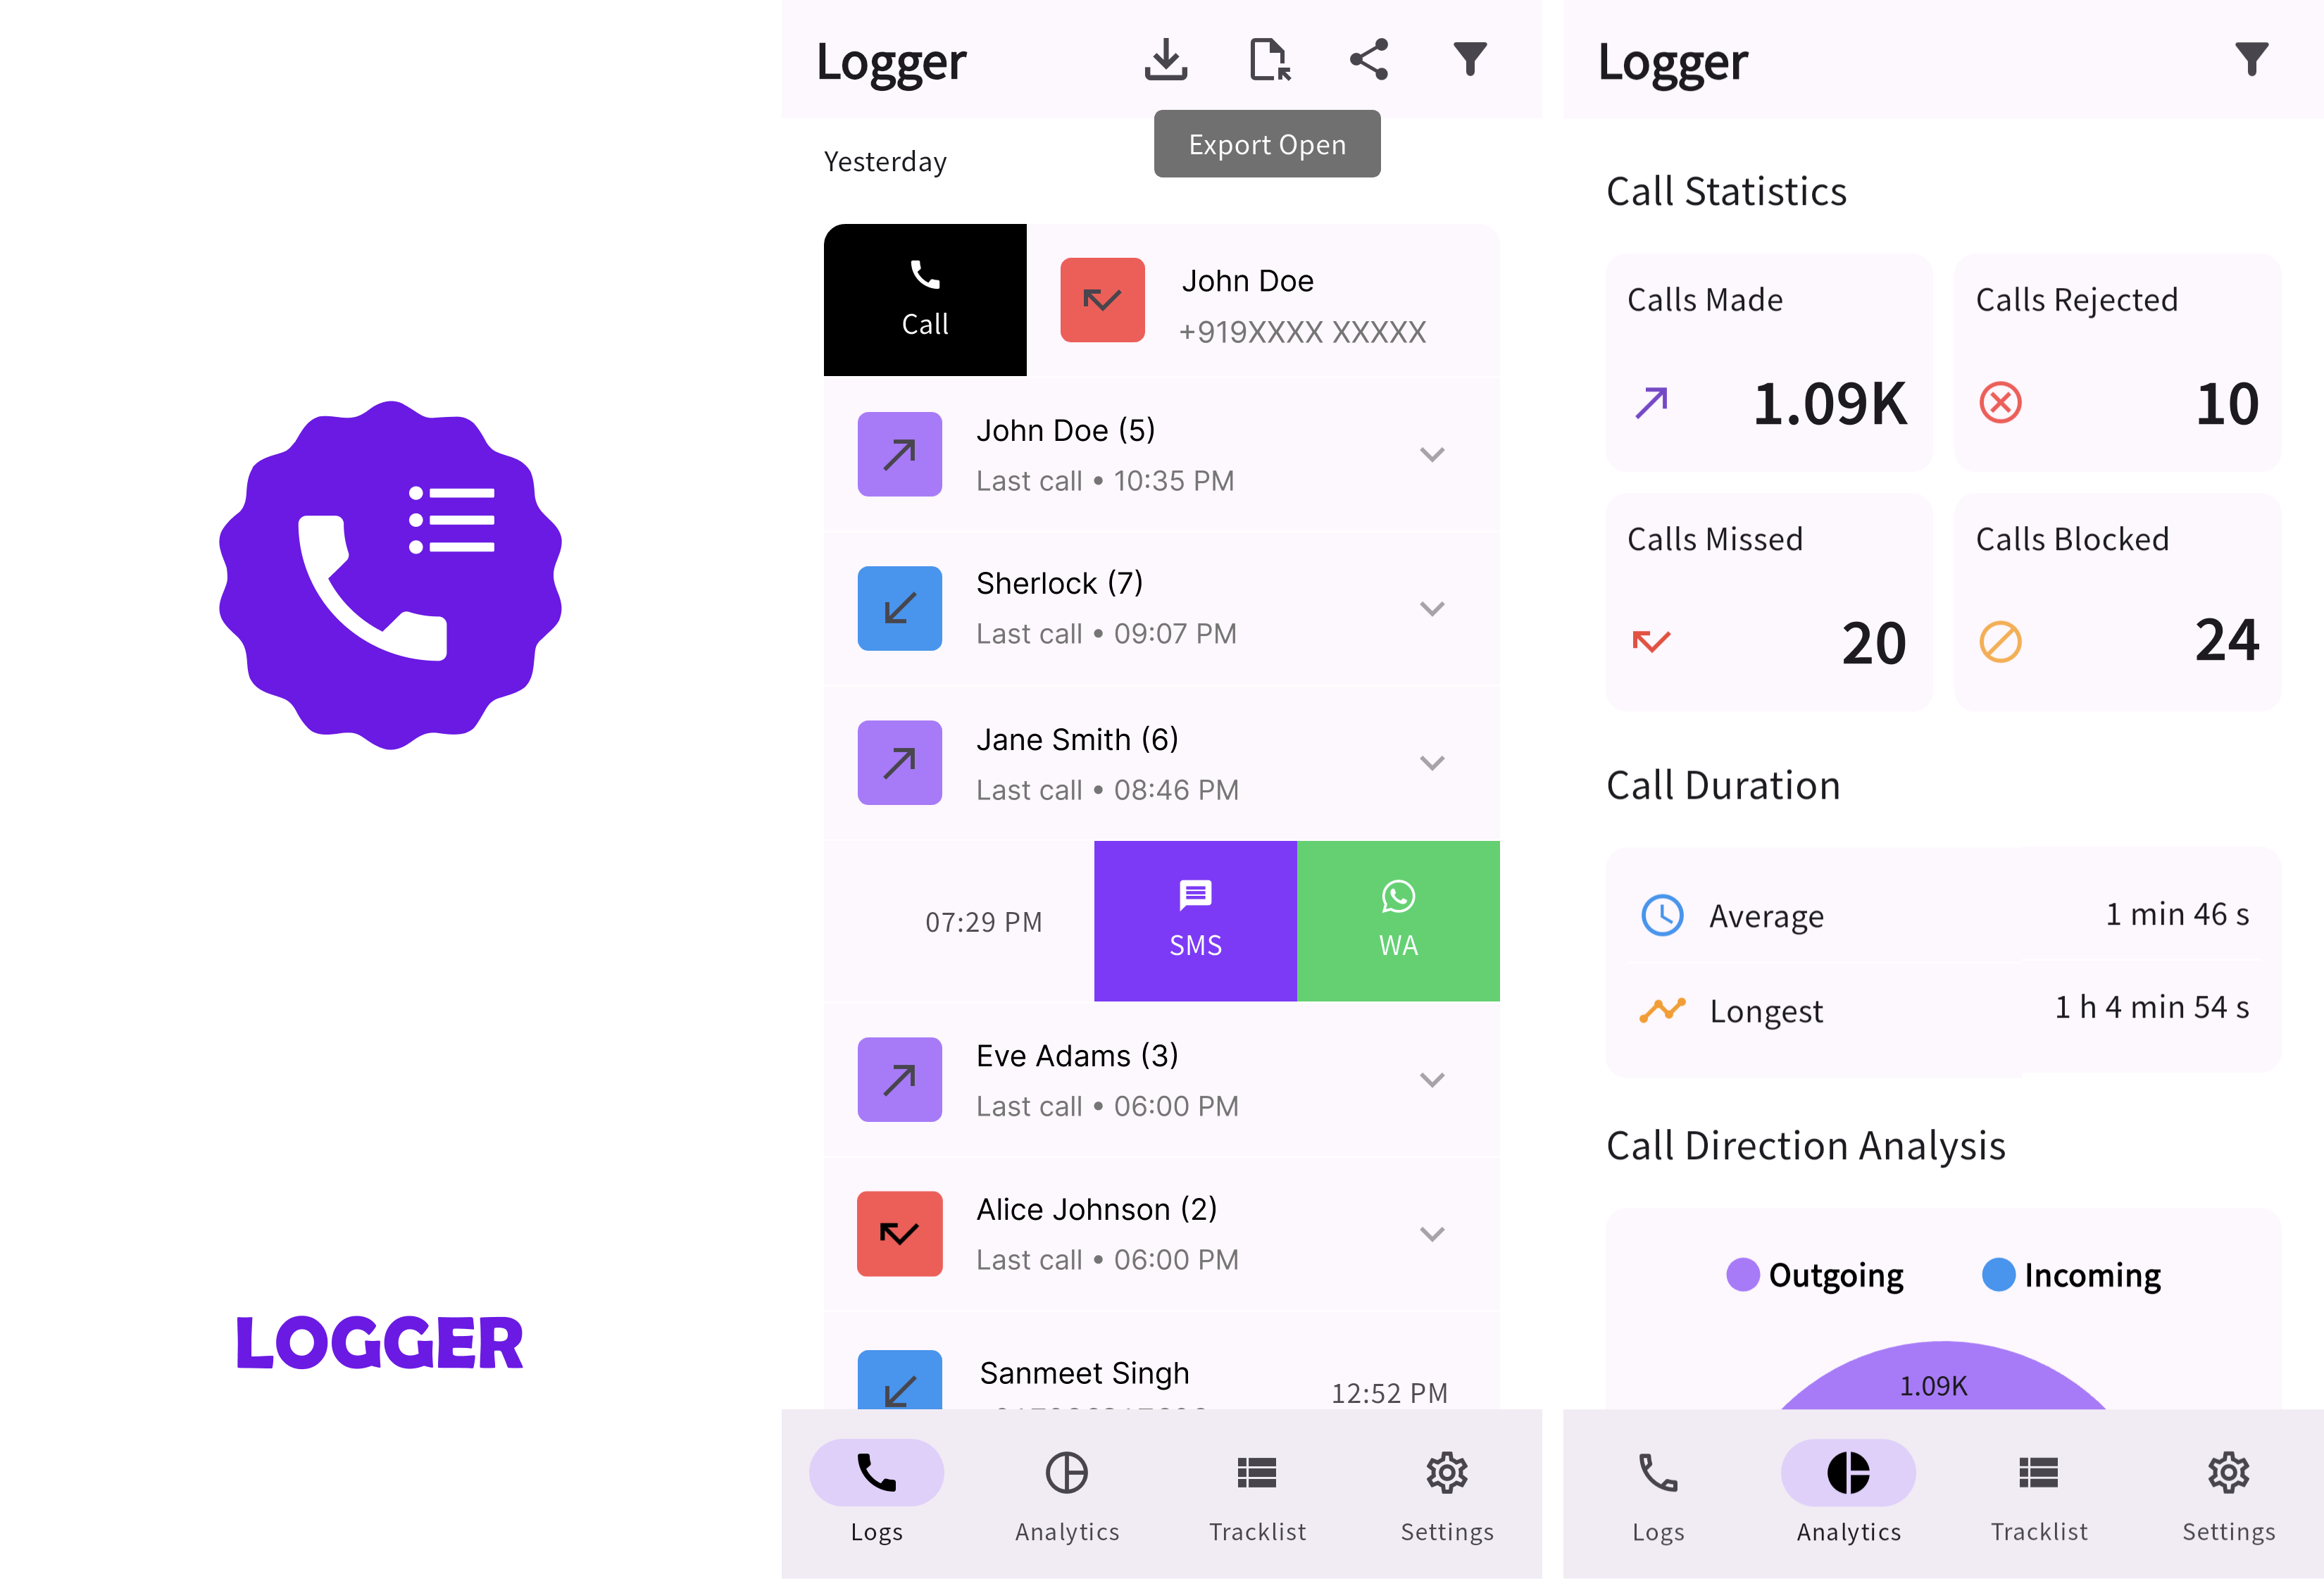 LOGGER
Logger
Export Open
Yesterday
Call
John Doe
+919XXXX XXXXX
John Doe (5)
Last call • 10:35 PM
Sherlock (7)
Last call • 09:07 PM
Jane Smith (6)
Last call • 08:46 PM
07:29 PM
SMS
WA
Eve Adams (3)
Last call • 06:00 PM
Alice Johnson (2)
Last call • 06:00 PM
Sanmeet Singh
12:52 PM
Logs
Analytics
Tracklist
Settings
Logger
Call Statistics
Calls Made
1.09K
Calls Rejected
10
Calls Missed
20
Calls Blocked
24
Call Duration
Average
1 min 46 s
Longest
1 h 4 min 54 s
Call Direction Analysis
Outgoing
Incoming
1.09K
Logs
Analytics
Tracklist
Settings